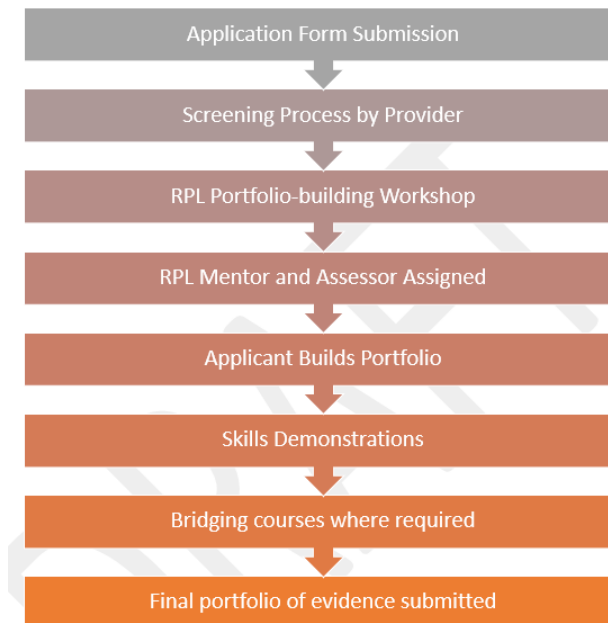 Application Form Submission
Screening Process by Provider
RPL Portfolio-building Workshop
RPL Mentor and Assessor Assigned
Applicant Builds Portfolio
Skills Demonstrations
Bridging courses where required
Final portfolio of evidence submitted
DRAFT